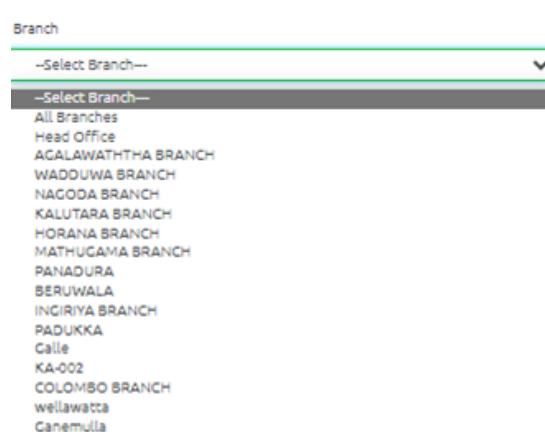 Branch
--Select Branch---
--Select Branch---
All Branches
Head Office
AGALAWATHTHA BRANCH
WADDUWA BRANCH
NAGODA BRANCH
KALUTARA BRANCH
HORANA BRANCH
MATHUGAMA BRANCH
PANADURA
BERUWALA
INGIRIYA BRANCH
PADUKKA
Galle
KA-002
COLOMBO BRANCH
wellawatta
Ganemulla